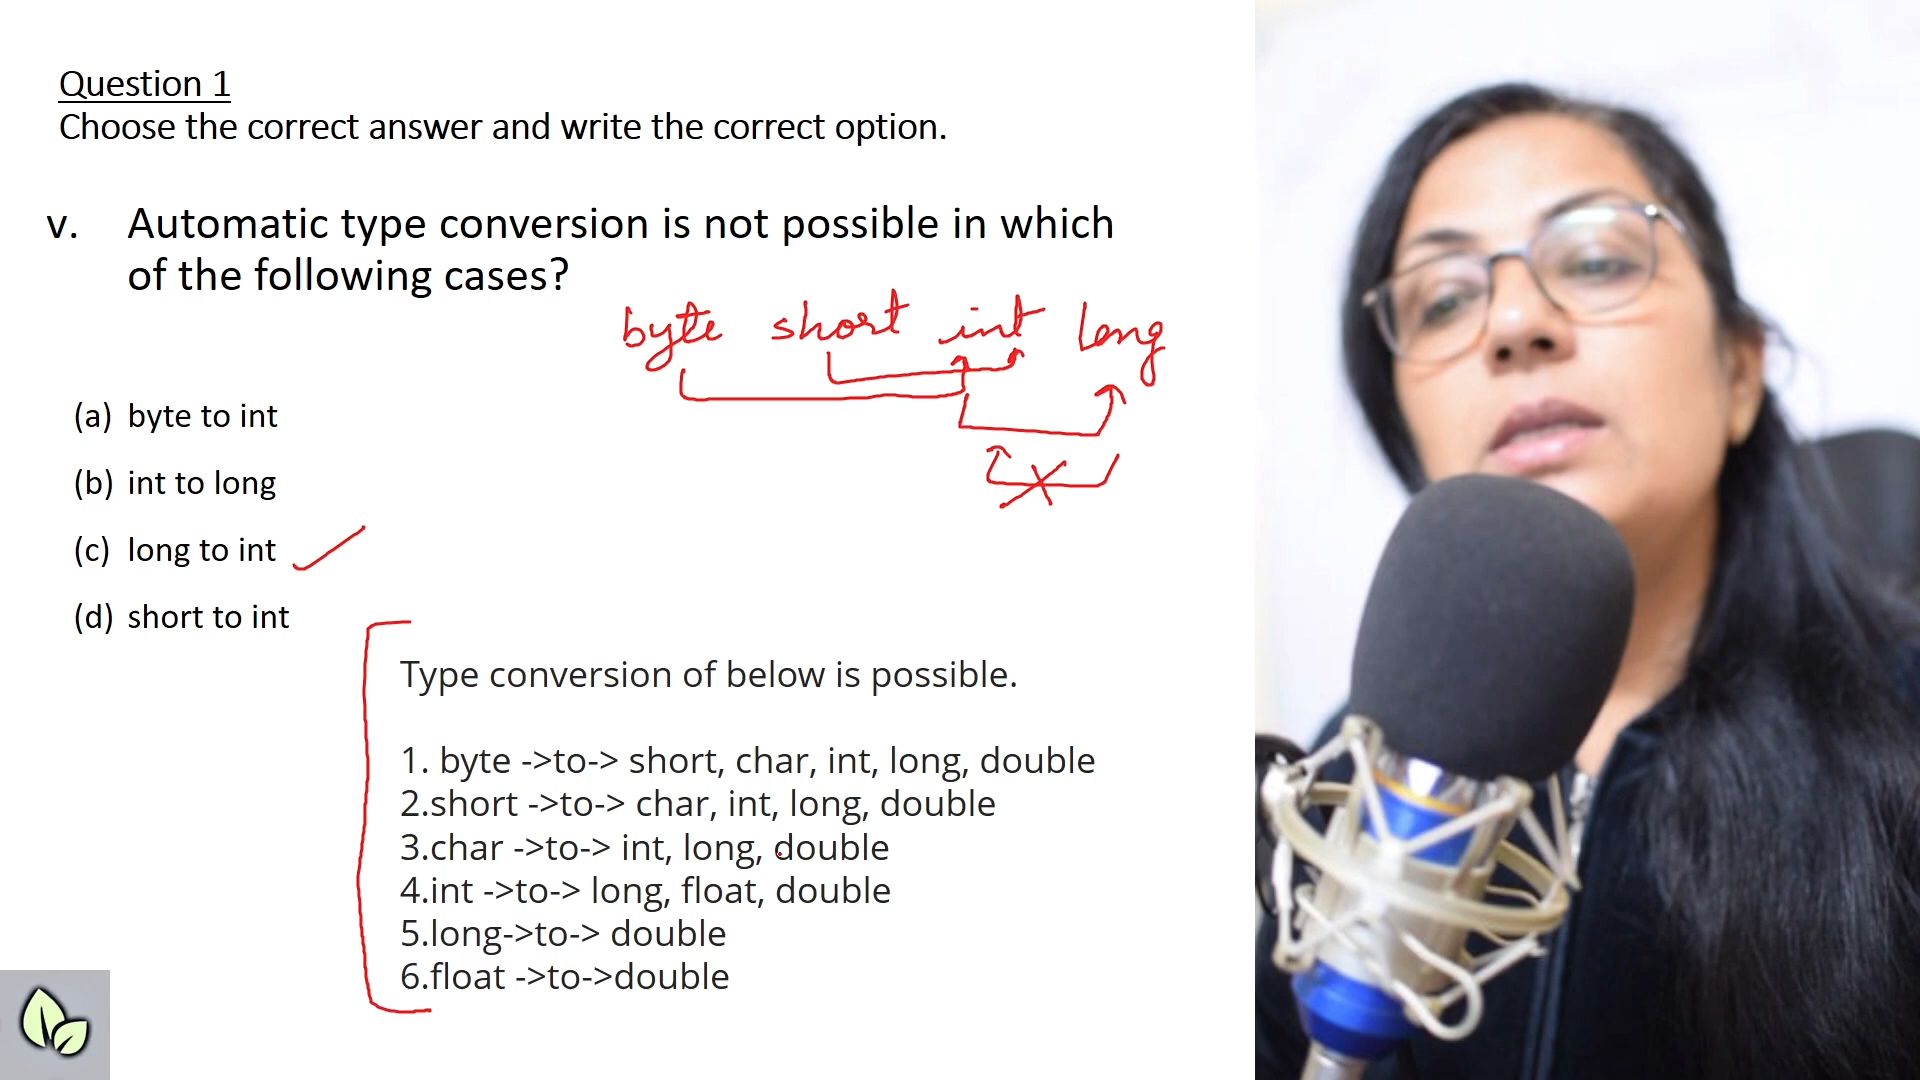 Question 1
Choose the correct answer and write the correct option.
v. Automatic type conversion is not possible in which
of the following cases?
byte short int long
(a) byte to int
(b) int to long
(c) long to int
(d) short to int
Type conversion of below is possible.
1. byte ->to-> short, char, int, long, double
2.short ->to-> char, int, long, double
3.char ->to-> int, long, double
4.int ->to-> long, float, double
5.long->to-> double
6.float ->to->double